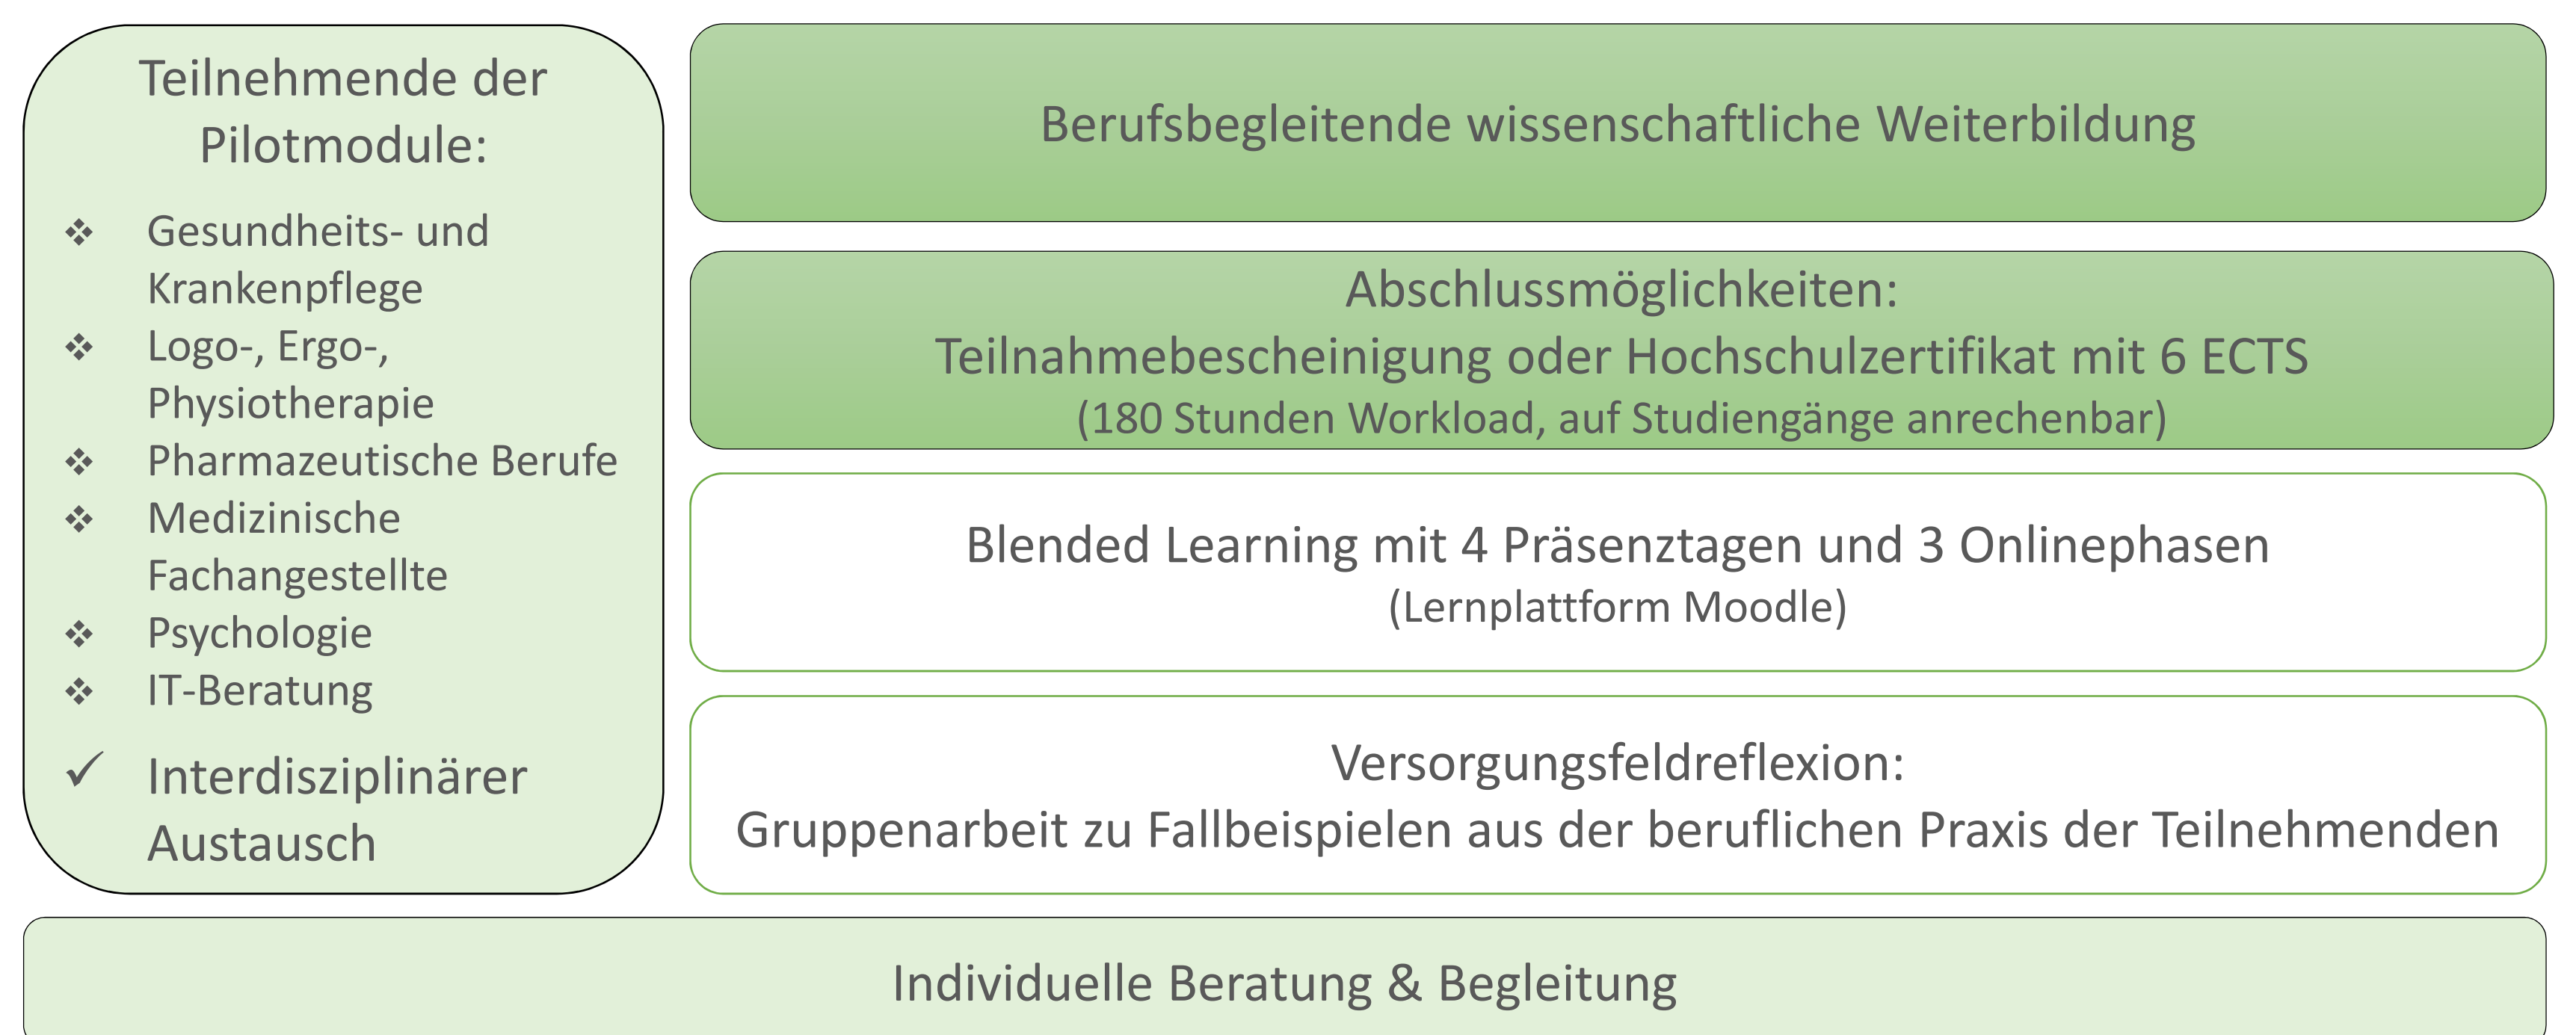 Teilnehmende der
Pilotmodule:
❖ Gesundheits- und
Krankenpflege
❖ Logo-, Ergo-,
Physiotherapie
❖ Pharmazeutische Berufe
❖ Medizinische
Fachangestellte
❖ Psychologie
❖ IT-Beratung
✓ Interdisziplinärer
Austausch
Berufsbegleitende wissenschaftliche Weiterbildung
Abschlussmöglichkeiten:
Teilnahmebescheinigung oder Hochschulzertifikat mit 6 ECTS
(180 Stunden Workload, auf Studiengänge anrechenbar)
Blended Learning mit 4 Präsenztagen und 3 Onlinephasen
(Lernplattform Moodle)
Versorgungsfeldreflexion:
Gruppenarbeit zu Fallbeispielen aus der beruflichen Praxis der Teilnehmenden
Individuelle Beratung & Begleitung